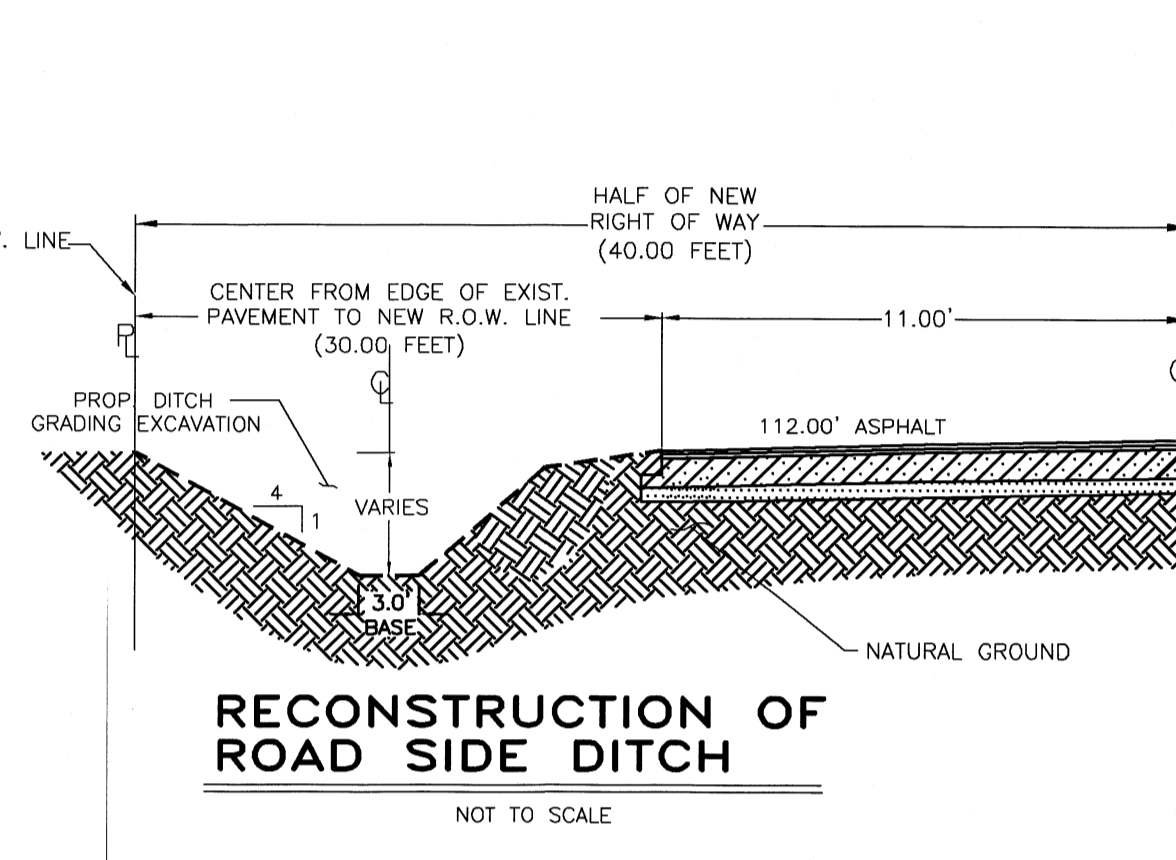 HALF OF NEW
RIGHT OF WAY
(40.00 FEET)
. LINE
CENTER FROM EDGE OF EXIST.
PAVEMENT TO NEW R.O.W. LINE
(30.00 FEET)
11.00'
PL
CL
PROP. DITCH
GRADING EXCAVATION
112.00' ASPHALT
4
1
VARIES
3.0'
BASE
NATURAL GROUND
RECONSTRUCTION OF
ROAD SIDE DITCH
NOT TO SCALE